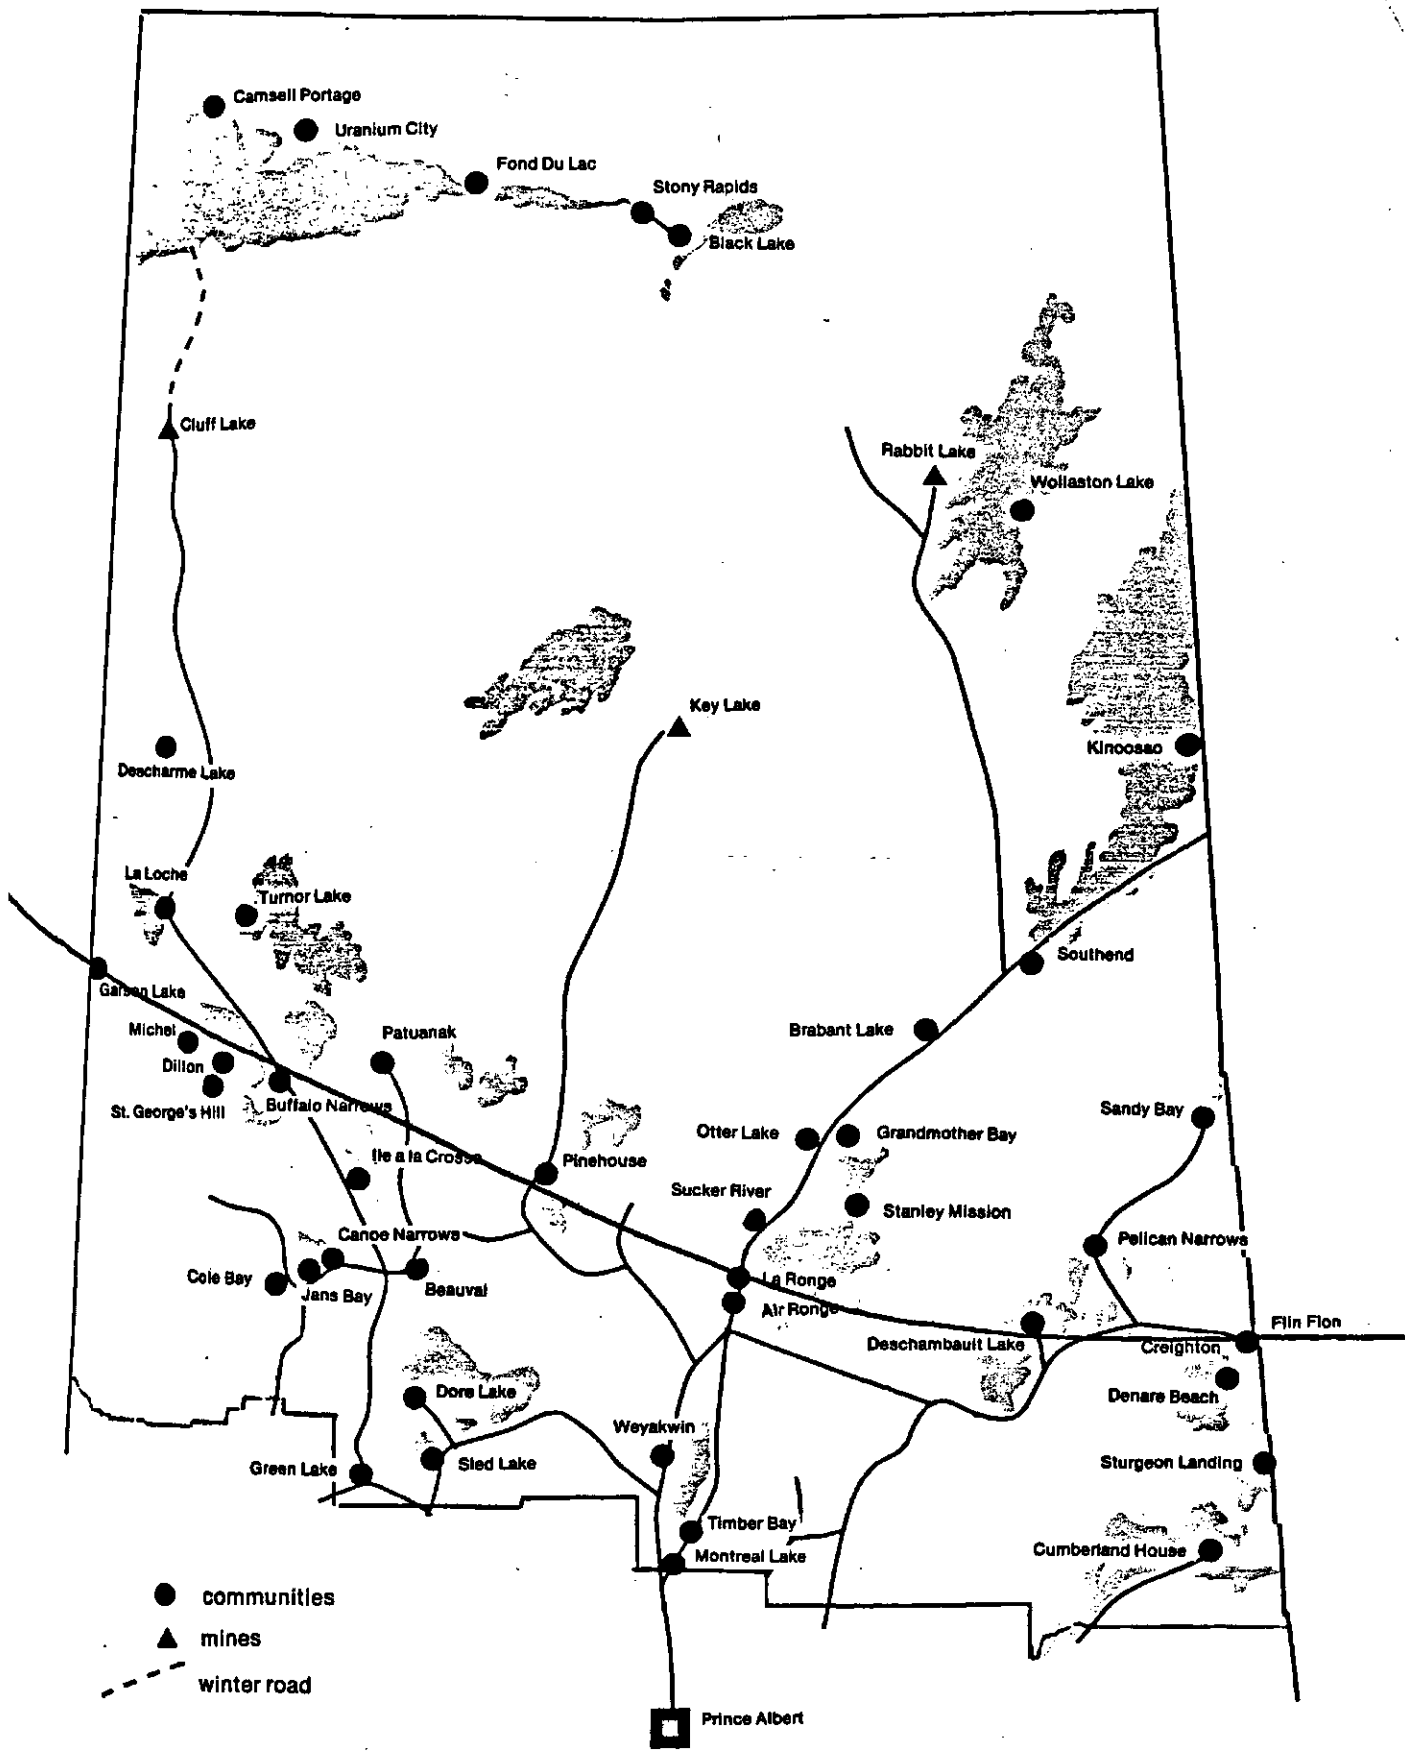 Camsell Portage
Uranium City
Fond Du Lac
Stony Rapids
Black Lake
Cluff Lake
Rabbit Lake
Wollaston Lake
Key Lake
Kinoosao
Descharme Lake
La Loche
Turnor Lake
Southend
Garson Lake
Michel
Patuanak
Brabant Lake
Dillon
St. George's Hill
Buffalo Narrows
Sandy Bay
Otter Lake
Grandmother Bay
Ile a la Crosse
Pinehouse
Sucker River
Stanley Mission
Canoe Narrows
Pelican Narrows
Cole Bay
Jans Bay
Beauval
La Ronge
Air Ronge
Flin Flon
Deschambault Lake
Creighton
Dore Lake
Denare Beach
Weyakwin
Green Lake
Sled Lake
Sturgeon Landing
Timber Bay
Montreal Lake
Cumberland House
communities
mines
winter road
Prince Albert